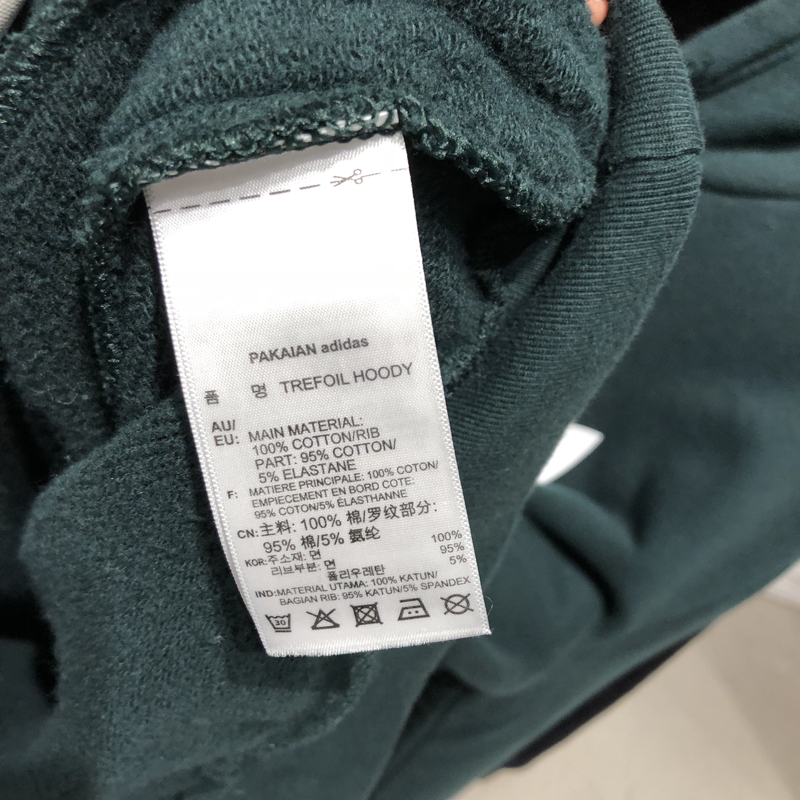 PAKAIAN adidas
품 명 TREFOIL HOODY
AU/
EU: MAIN MATERIAL:
100% COTTON/RIB
PART: 95% COTTON/
5% ELASTANE
F: MATIERE PRINCIPALE: 100% COTON/
EMPIECEMENT EN BORD COTE:
95% COTON/5% ÉLASTHANNE
CN: 主料: 100% 棉/罗纹部分:
95% 棉/5% 氨纶
KOR: 주소재: 면 100%
리브부분: 면 95%
폴리우레탄 5%
IND: MATERIAL UTAMA: 100% KATUN/
BAGIAN RIB: 95% KATUN/5% SPANDEX
30